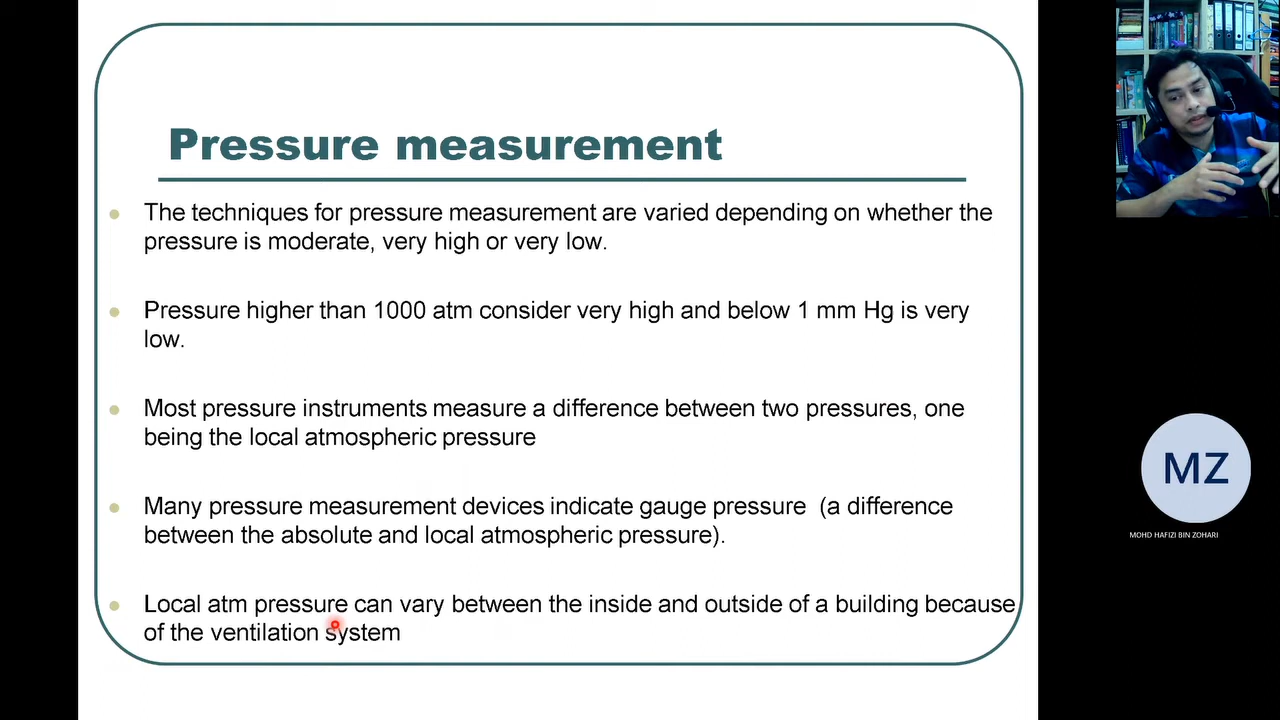 Pressure measurement
The techniques for pressure measurement are varied depending on whether the
pressure is moderate, very high or very low.
Pressure higher than 1000 atm consider very high and below 1 mm Hg is very
low.
Most pressure instruments measure a difference between two pressures, one
being the local atmospheric pressure
Many pressure measurement devices indicate gauge pressure (a difference
between the absolute and local atmospheric pressure).
Local atm pressure can vary between the inside and outside of a building because
of the ventilation system
MZ
MOHD HAFIZI BIN ZOHARI